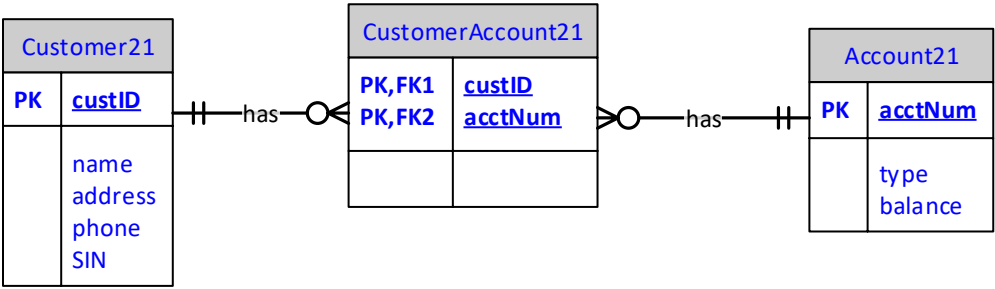 Customer21
PK custID
name
address
phone
SIN
has
CustomerAccount21
PK,FK1 custID
PK,FK2 acctNum
has
Account21
PK acctNum
type
balance